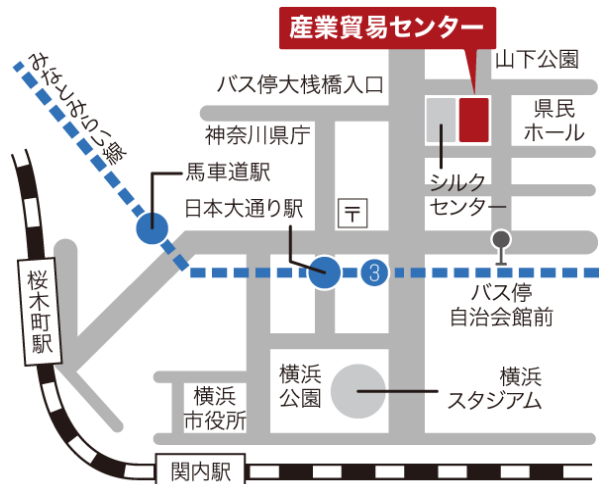 産業貿易センター
山下公園
バス停大桟橋入口
みなとみらい線
県民
ホール
神奈川県庁
馬車道駅
シルク
センター
日本大通り駅
〒
3
桜木町駅
バス停
自治会館前
横浜
公園
横浜
スタジアム
横浜
市役所
関内駅